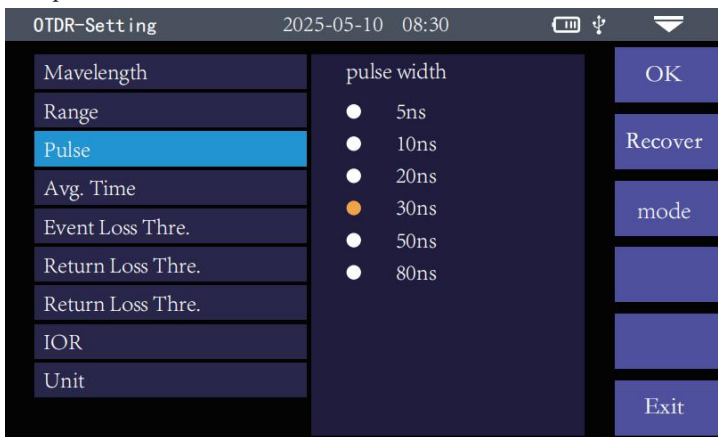 OTDR-Setting 2025-05-10 08:30
Mavelength
Range
Pulse
Avg. Time
Event Loss Thre.
Return Loss Thre.
Return Loss Thre.
IOR
Unit
pulse width
5ns
10ns
20ns
30ns
50ns
80ns
OK
Recover
mode
Exit